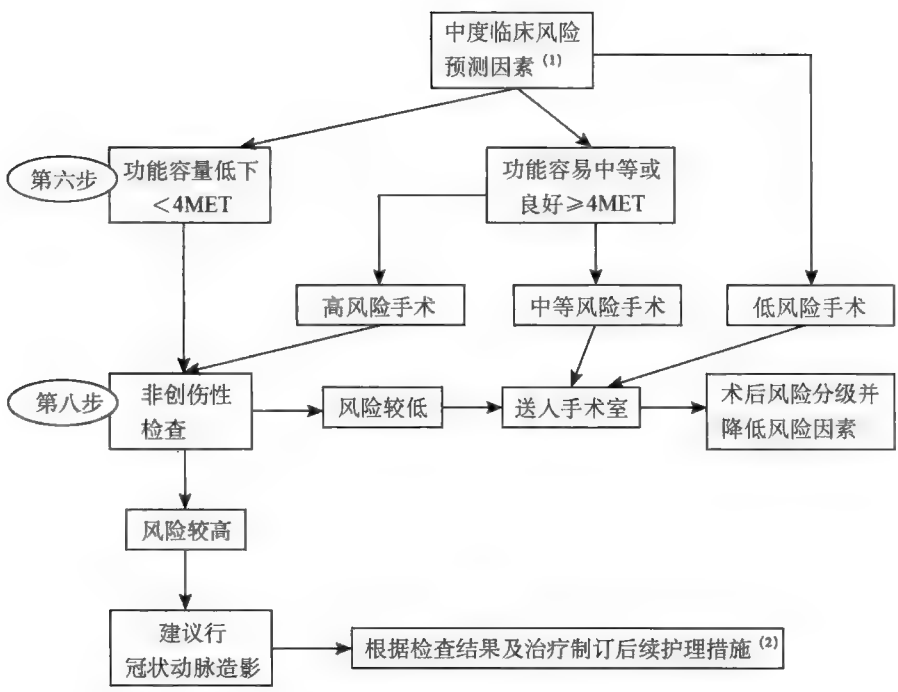 中度临床风险
预测因素(1)
第六步
功能容量低下
<4MET
功能容易中等或
良好≥4MET
高风险手术
中等风险手术
低风险手术
第八步
非创伤性
检查
风险较低
送人手术室
术后风险分级并
降低风险因素
风险较高
建议行
冠状动脉造影
根据检查结果及治疗制订后续护理措施(2)